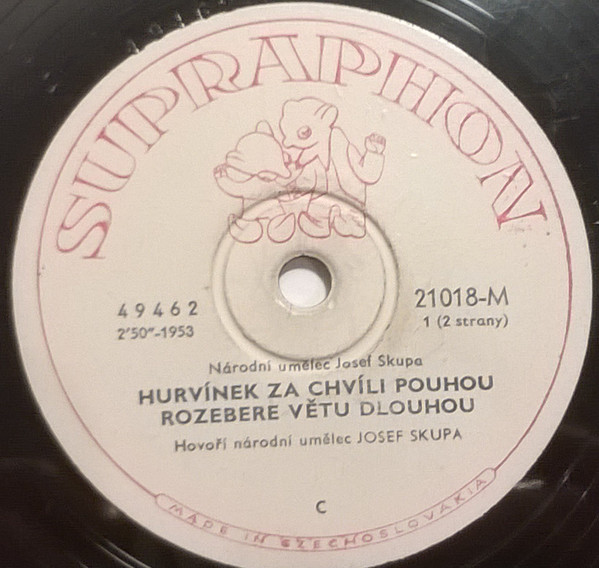 SUPRAPHON
49462
2'50"-1953
21018-M
1 (2 strany)
Národní umělec Josef Skupa
HURVÍNEK ZA CHVÍLI POUHOU
ROZEBERE VĚTU DLOUHOU
Hovoří národní umělec JOSEF SKUPA
C
MADE IN CZECHOSLOVAKIA